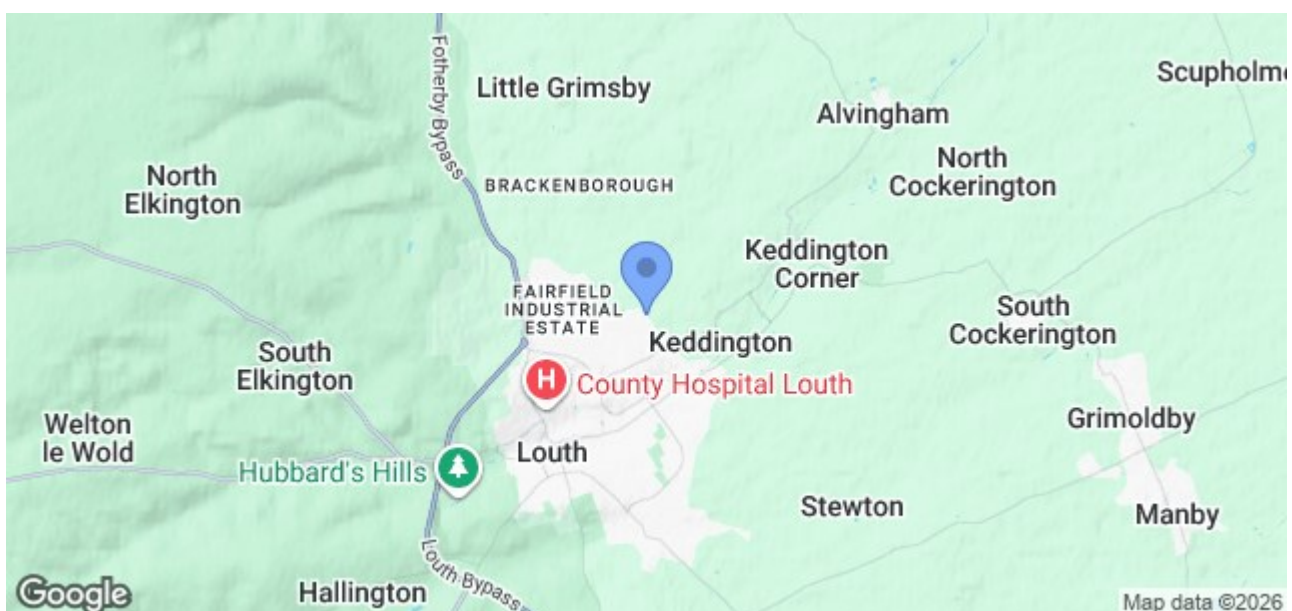 Little Grimsby
Scupholme
Fotherby Bypass
Alvingham
North
Cockerington
North
Elkington
BRACKENBOROUGH
Keddington
Corner
FAIRFIELD
INDUSTRIAL
ESTATE
South
Cockerington
Keddington
South
Elkington
H
County Hospital Louth
Grimoldby
Welton
le Wold
Louth
Hubbard's Hills
Stewton
Manby
Louth Bypass
Hallington
Google
Map data ©2026